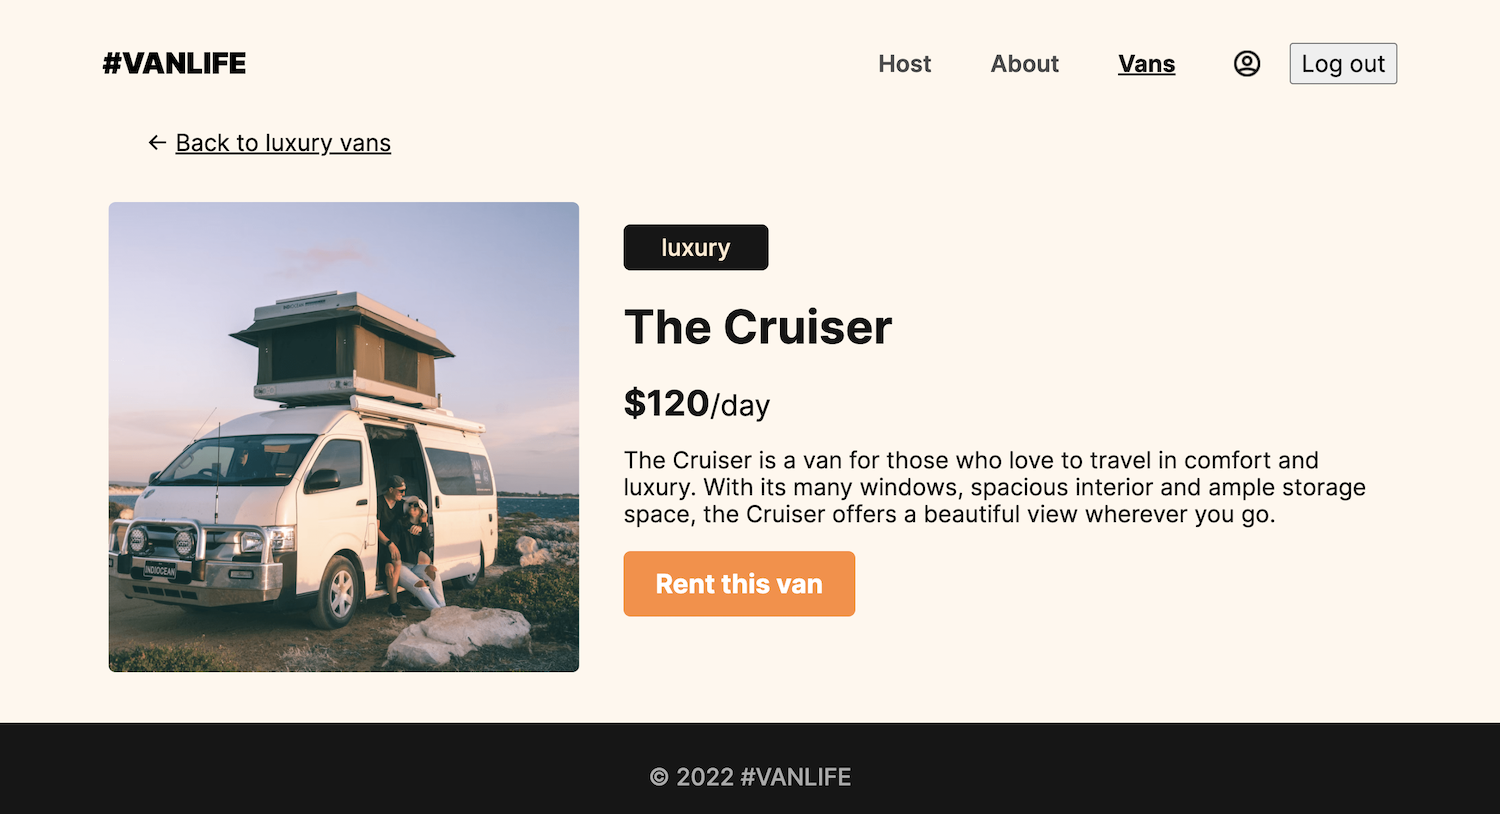 #VANLIFE
Host
About
Vans
Log out
← Back to luxury vans
luxury
The Cruiser
$120/day
The Cruiser is a van for those who love to travel in comfort and
luxury. With its many windows, spacious interior and ample storage
space, the Cruiser offers a beautiful view wherever you go.
Rent this van
INDIOCEAN
© 2022 #VANLIFE